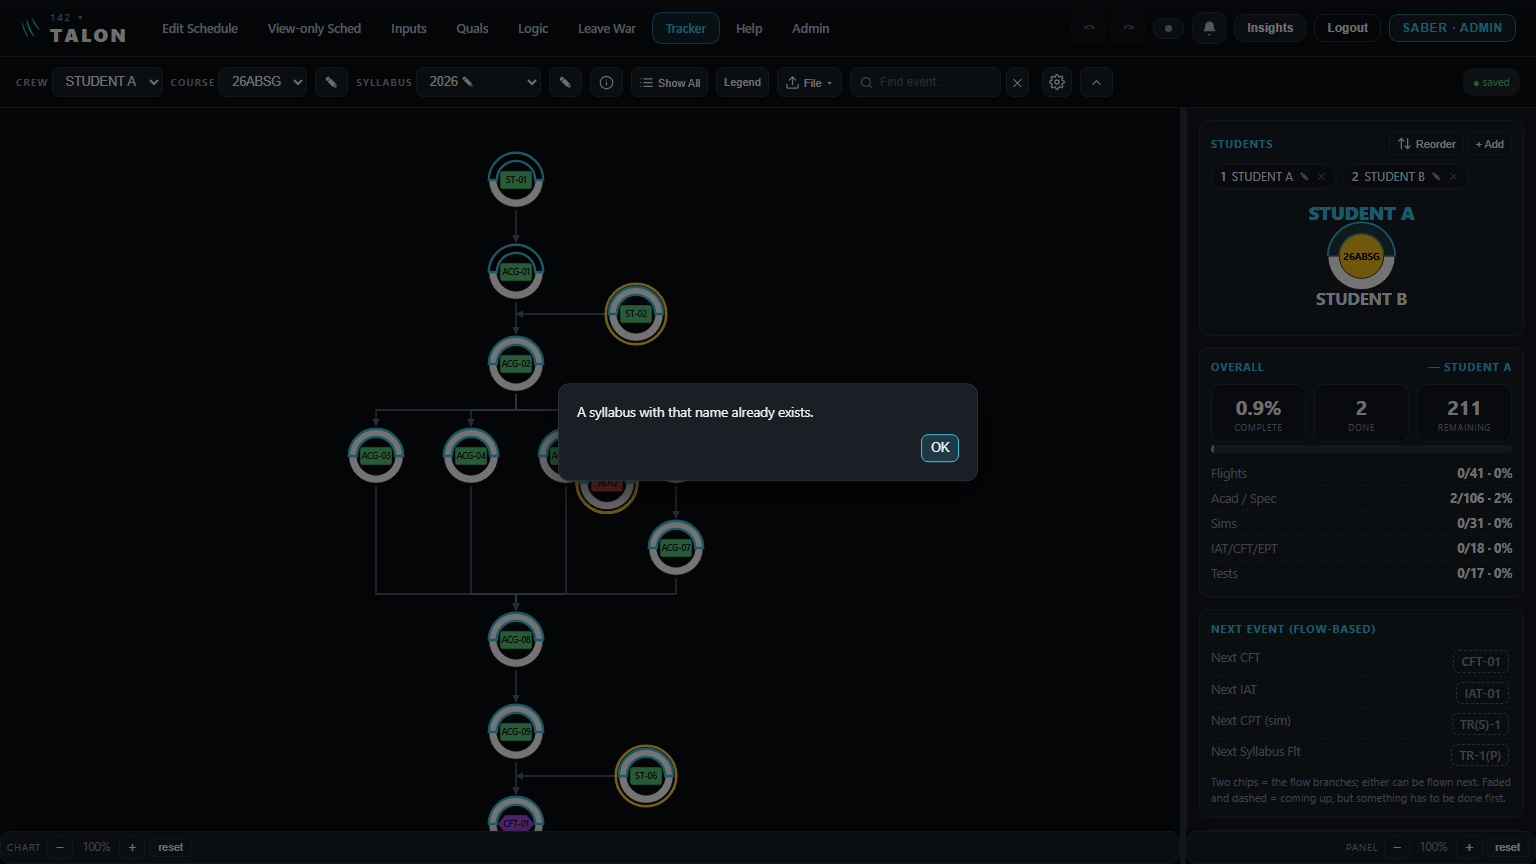 142
TALON
Edit Schedule
View-only Sched
Inputs
Quals
Logic
Leave War
Tracker
Help
Admin
Insights
Logout
SABER · ADMIN
CREW
STUDENT A
COURSE
26ABSG
SYLLABUS
2026
Show All
Legend
File
Find event...
saved
ST-01
ACG-01
ST-02
ACG-02
ACG-03
ACG-04
ACG-07
ACG-08
ACG-09
ST-06
CFT-01
A syllabus with that name already exists.
OK
STUDENTS
Reorder
+ Add
1 STUDENT A
2 STUDENT B
STUDENT A
26ABSG
STUDENT B
OVERALL
— STUDENT A
0.9%
COMPLETE
2
DONE
211
REMAINING
Flights 0/41 · 0%
Acad / Spec 2/106 · 2%
Sims 0/31 · 0%
IAT/CFT/EPT 0/18 · 0%
Tests 0/17 · 0%
NEXT EVENT (FLOW-BASED)
Next CFT CFT-01
Next IAT IAT-01
Next CPT (sim) TR(S)-1
Next Syllabus Flt TR-1(P)
Two chips = the flow branches; either can be flown next. Faded
and dashed = coming up, but something has to be done first.
CHART − 100% + reset
PANEL − 100% + reset